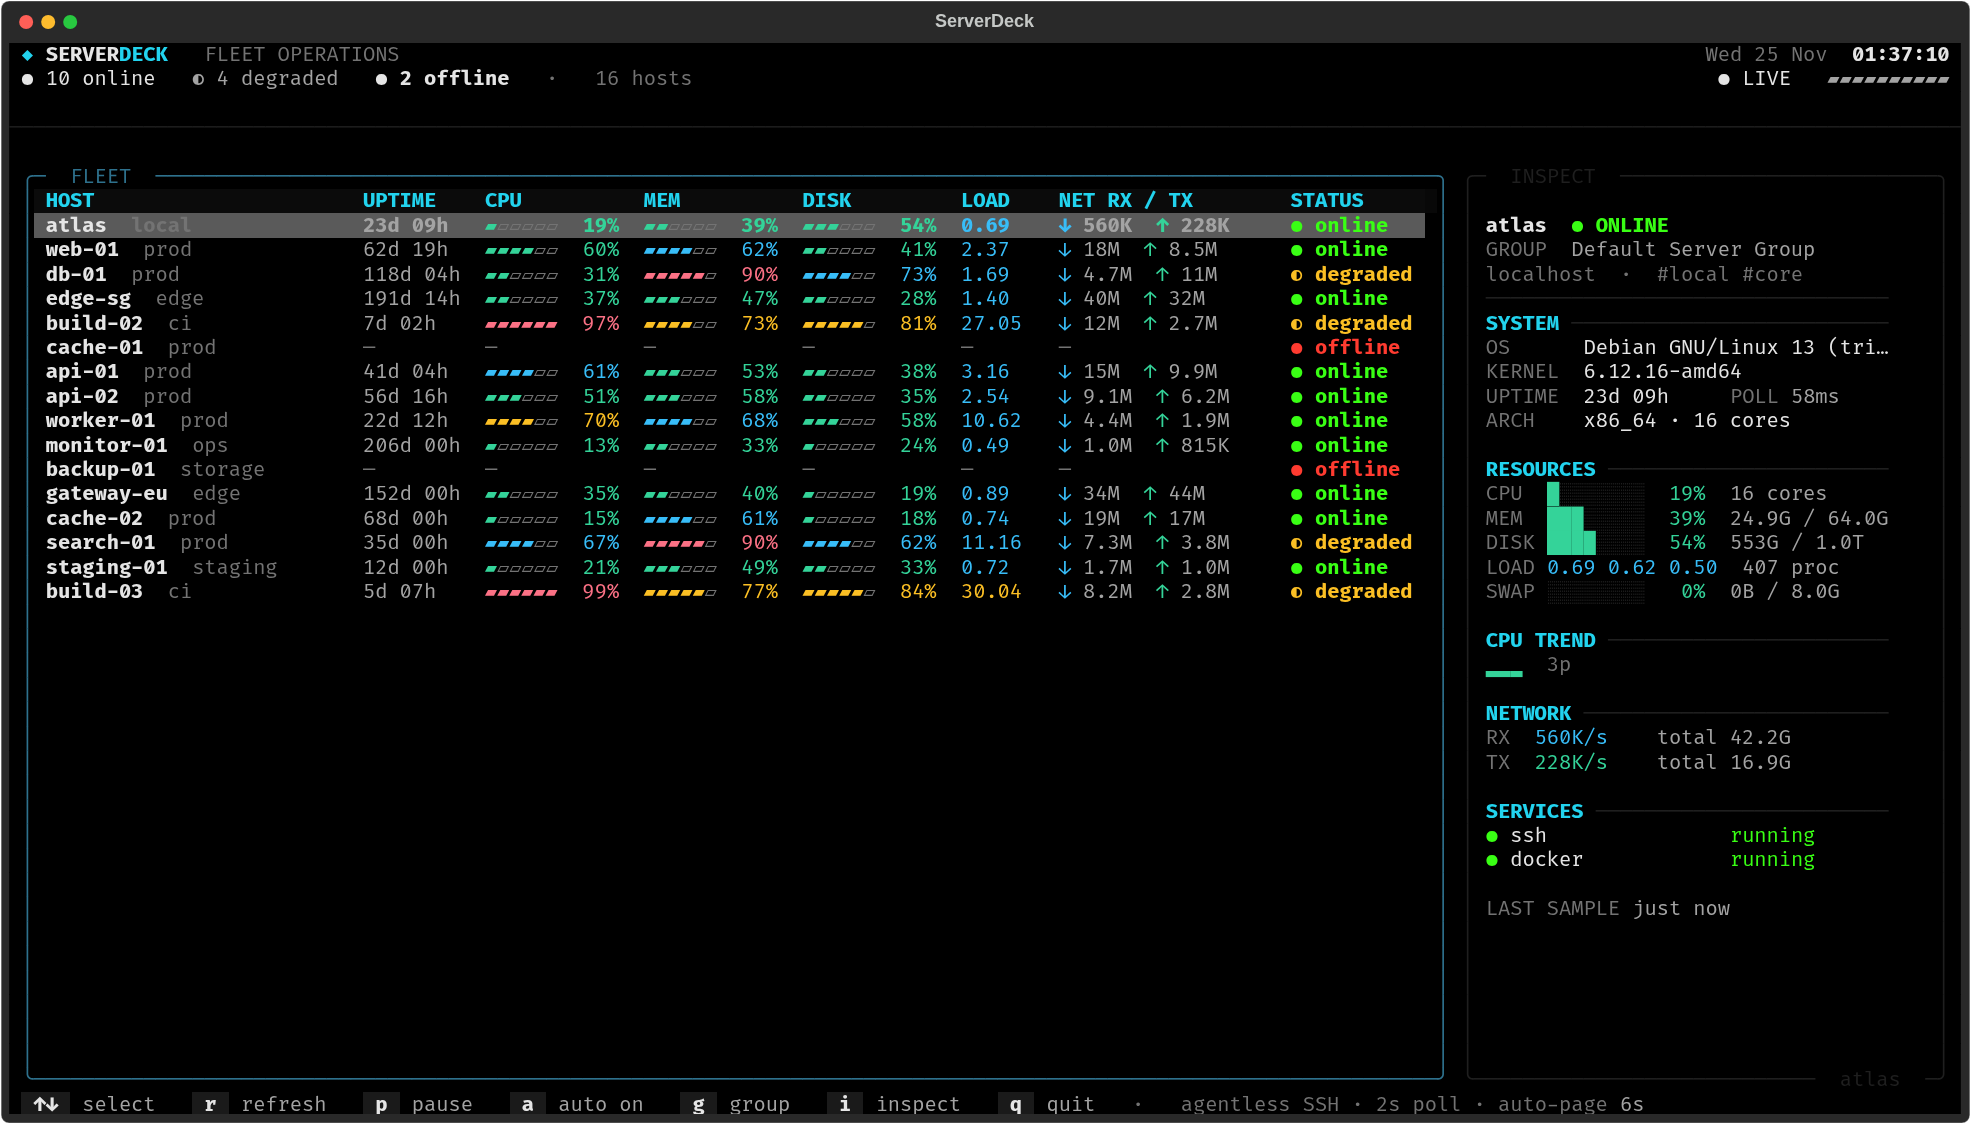 ServerDeck
◆ SERVERDECK FLEET OPERATIONS Wed 25 Nov 01:37:10
● 10 online ◐ 4 degraded ● 2 offline · 16 hosts ● LIVE
FLEET
HOST UPTIME CPU MEM DISK LOAD NET RX / TX STATUS
atlas local 23d 09h 19% 39% 54% 0.69 ↓ 560K ↑ 228K ● online
web-01 prod 62d 19h 60% 62% 41% 2.37 ↓ 18M ↑ 8.5M ● online
db-01 prod 118d 04h 31% 90% 73% 1.69 ↓ 4.7M ↑ 11M ◐ degraded
edge-sg edge 191d 14h 37% 47% 28% 1.40 ↓ 40M ↑ 32M ● online
build-02 ci 7d 02h 97% 73% 81% 27.05 ↓ 12M ↑ 2.7M ◐ degraded
cache-01 prod — — — — — — ● offline
api-01 prod 41d 04h 61% 53% 38% 3.16 ↓ 15M ↑ 9.9M ● online
api-02 prod 56d 16h 51% 58% 35% 2.54 ↓ 9.1M ↑ 6.2M ● online
worker-01 prod 22d 12h 70% 68% 58% 10.62 ↓ 4.4M ↑ 1.9M ● online
monitor-01 ops 206d 00h 13% 33% 24% 0.49 ↓ 1.0M ↑ 815K ● online
backup-01 storage — — — — — — ● offline
gateway-eu edge 152d 00h 35% 40% 19% 0.89 ↓ 34M ↑ 44M ● online
cache-02 prod 68d 00h 15% 61% 18% 0.74 ↓ 19M ↑ 17M ● online
search-01 prod 35d 00h 67% 90% 62% 11.16 ↓ 7.3M ↑ 3.8M ◐ degraded
staging-01 staging 12d 00h 21% 49% 33% 0.72 ↓ 1.7M ↑ 1.0M ● online
build-03 ci 5d 07h 99% 77% 84% 30.04 ↓ 8.2M ↑ 2.8M ◐ degraded
INSPECT
atlas ● ONLINE
GROUP Default Server Group
localhost · #local #core
SYSTEM
OS Debian GNU/Linux 13 (tri…
KERNEL 6.12.16-amd64
UPTIME 23d 09h POLL 58ms
ARCH x86_64 · 16 cores
RESOURCES
CPU 19% 16 cores
MEM 39% 24.9G / 64.0G
DISK 54% 553G / 1.0T
LOAD 0.69 0.62 0.50 407 proc
SWAP 0% 0B / 8.0G
CPU TREND
3p
NETWORK
RX 560K/s total 42.2G
TX 228K/s total 16.9G
SERVICES
● ssh running
● docker running
LAST SAMPLE just now
atlas
↑↓ select r refresh p pause a auto on g group i inspect q quit · agentless SSH · 2s poll · auto-page 6s